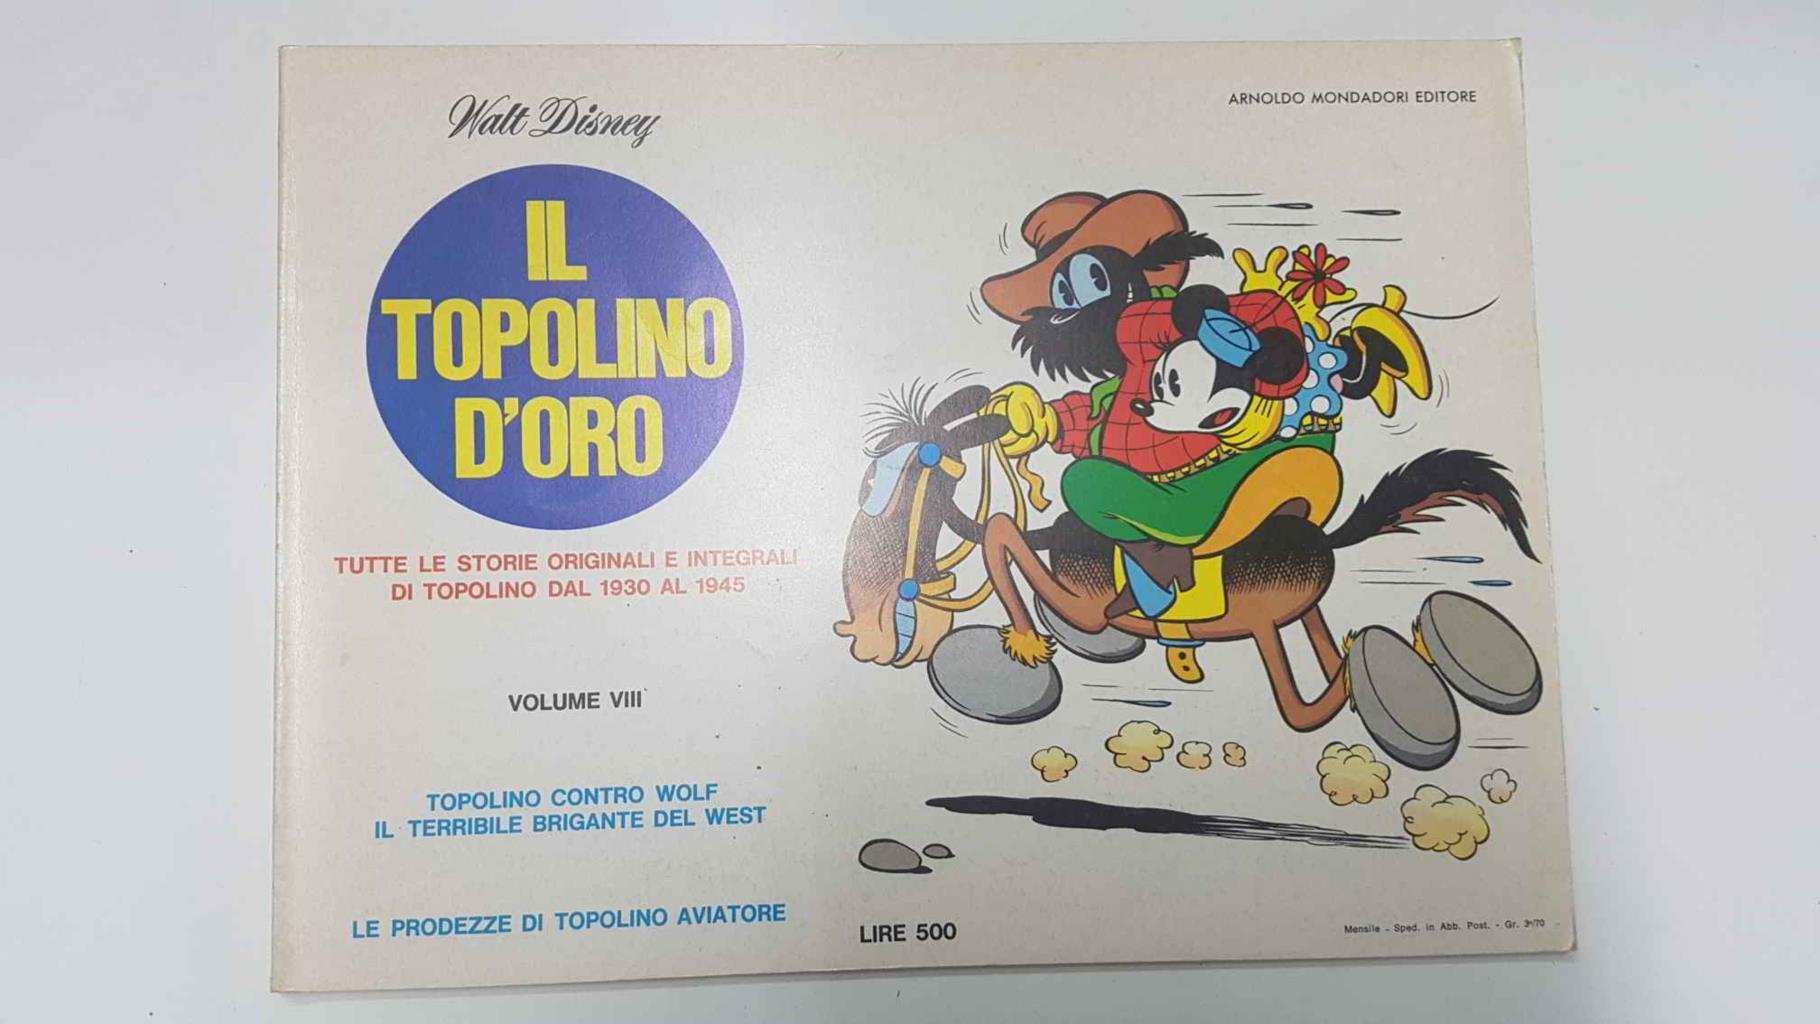 Walt Disney
ARNOLDO MONDADORI EDITORE
IL
TOPOLINO
D'ORO
TUTTE LE STORIE ORIGINALI E INTEGRALI
DI TOPOLINO DAL 1930 AL 1945
VOLUME VIII
TOPOLINO CONTRO WOLF
IL TERRIBILE BRIGANTE DEL WEST
LE PRODEZZE DI TOPOLINO AVIATORE
LIRE 500
Mensile - Sped. in Abb. Post. - Gr. 3º/70